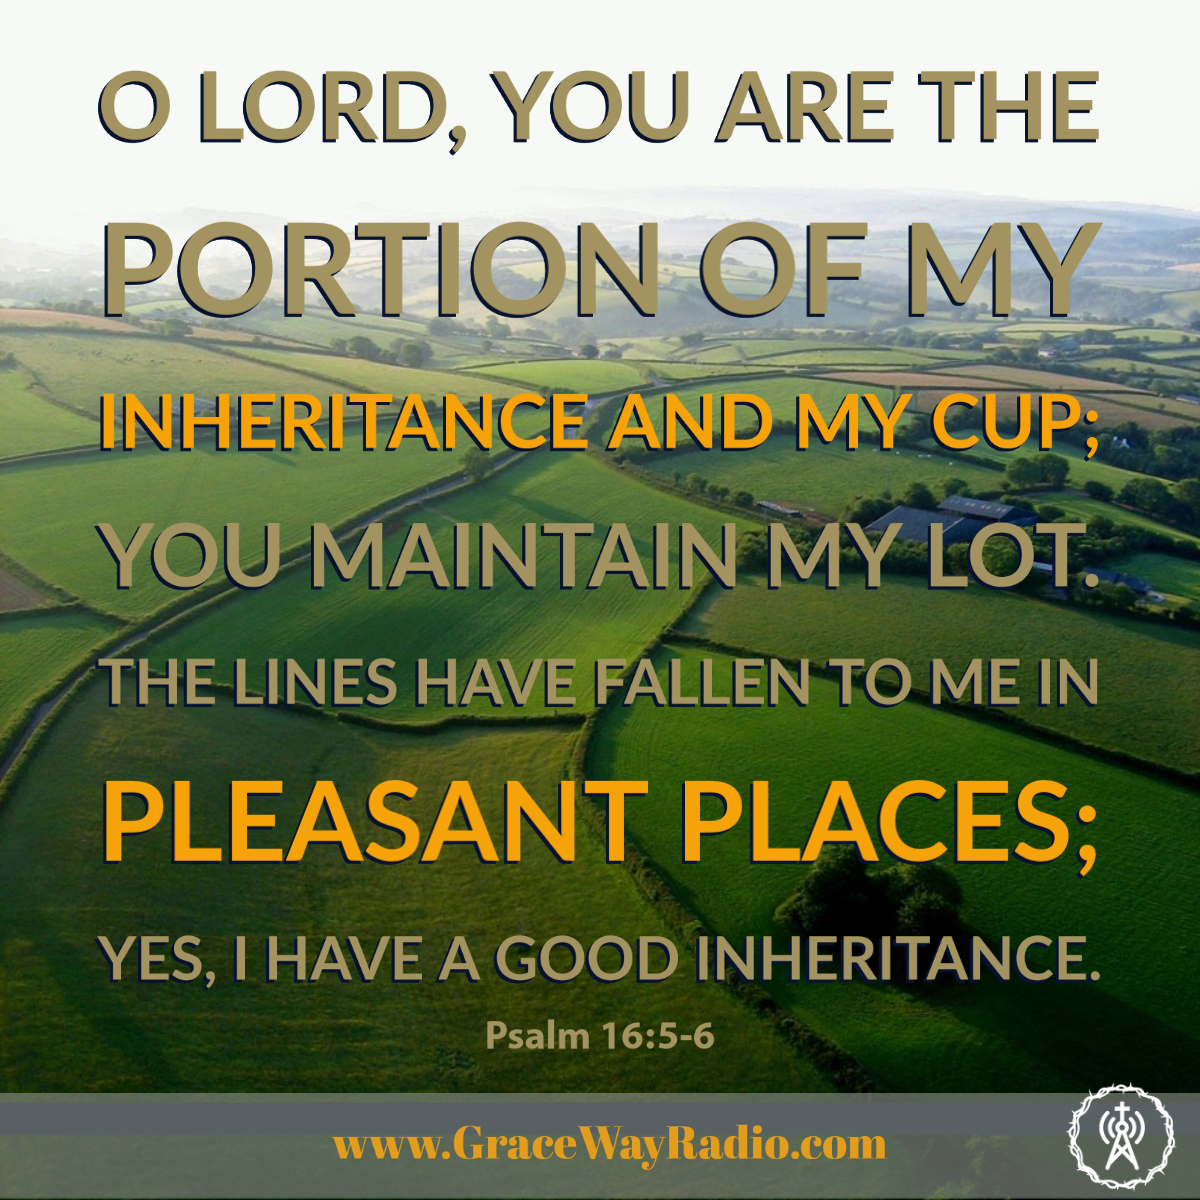 O LORD, YOU ARE THE
PORTION OF MY
INHERITANCE AND MY CUP;
YOU MAINTAIN MY LOT.
THE LINES HAVE FALLEN TO ME IN
PLEASANT PLACES;
YES, I HAVE A GOOD INHERITANCE.
Psalm 16:5-6
www.GraceWayRadio.com